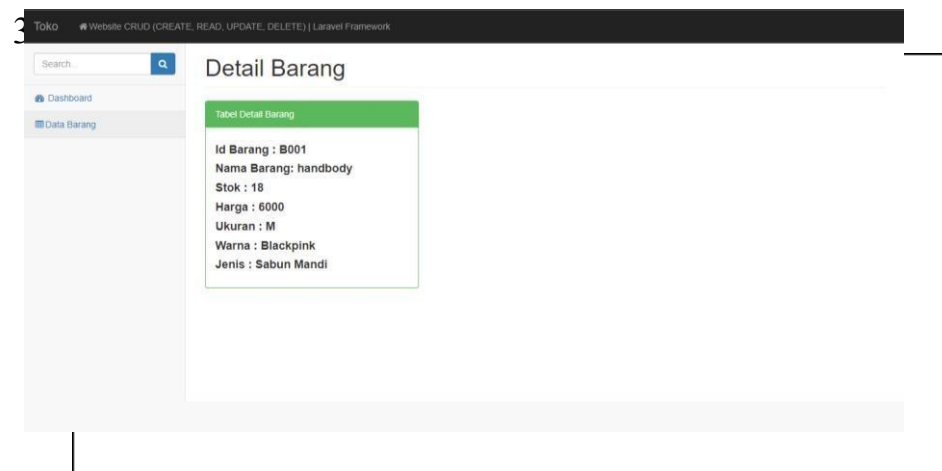 3
Toko Website CRUD (CREATE, READ, UPDATE, DELETE) | Laravel Framework
Search..
Detail Barang
Dashboard
Data Barang
Tabel Detail Barang
Id Barang : B001
Nama Barang: handbody
Stok : 18
Harga : 6000
Ukuran : M
Warna : Blackpink
Jenis : Sabun Mandi